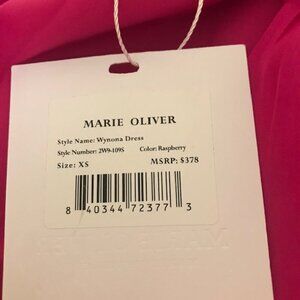 MARIE OLIVER
Style Name: Wynona Dress
Style Number: 2W9-109S Color: Raspberry
Size: XS MSRP: $378
8 40344 72377 3